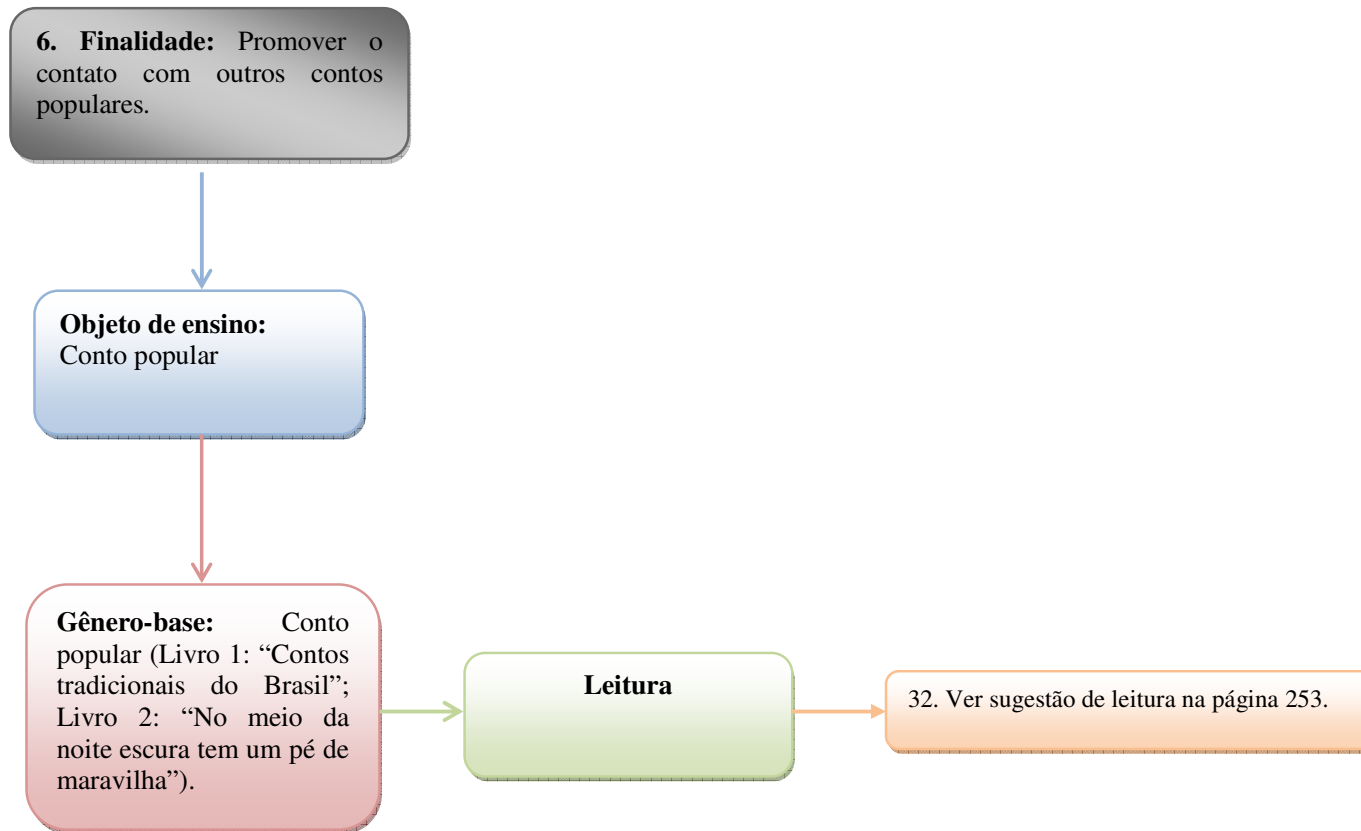 6. Finalidade: Promover o
contato com outros contos
populares.
Objeto de ensino:
Conto popular
Gênero-base: Conto
popular (Livro 1: “Contos
tradicionais do Brasil”;
Livro 2: “No meio da
noite escura tem um pé de
maravilha”).
Leitura
32. Ver sugestão de leitura na página 253.